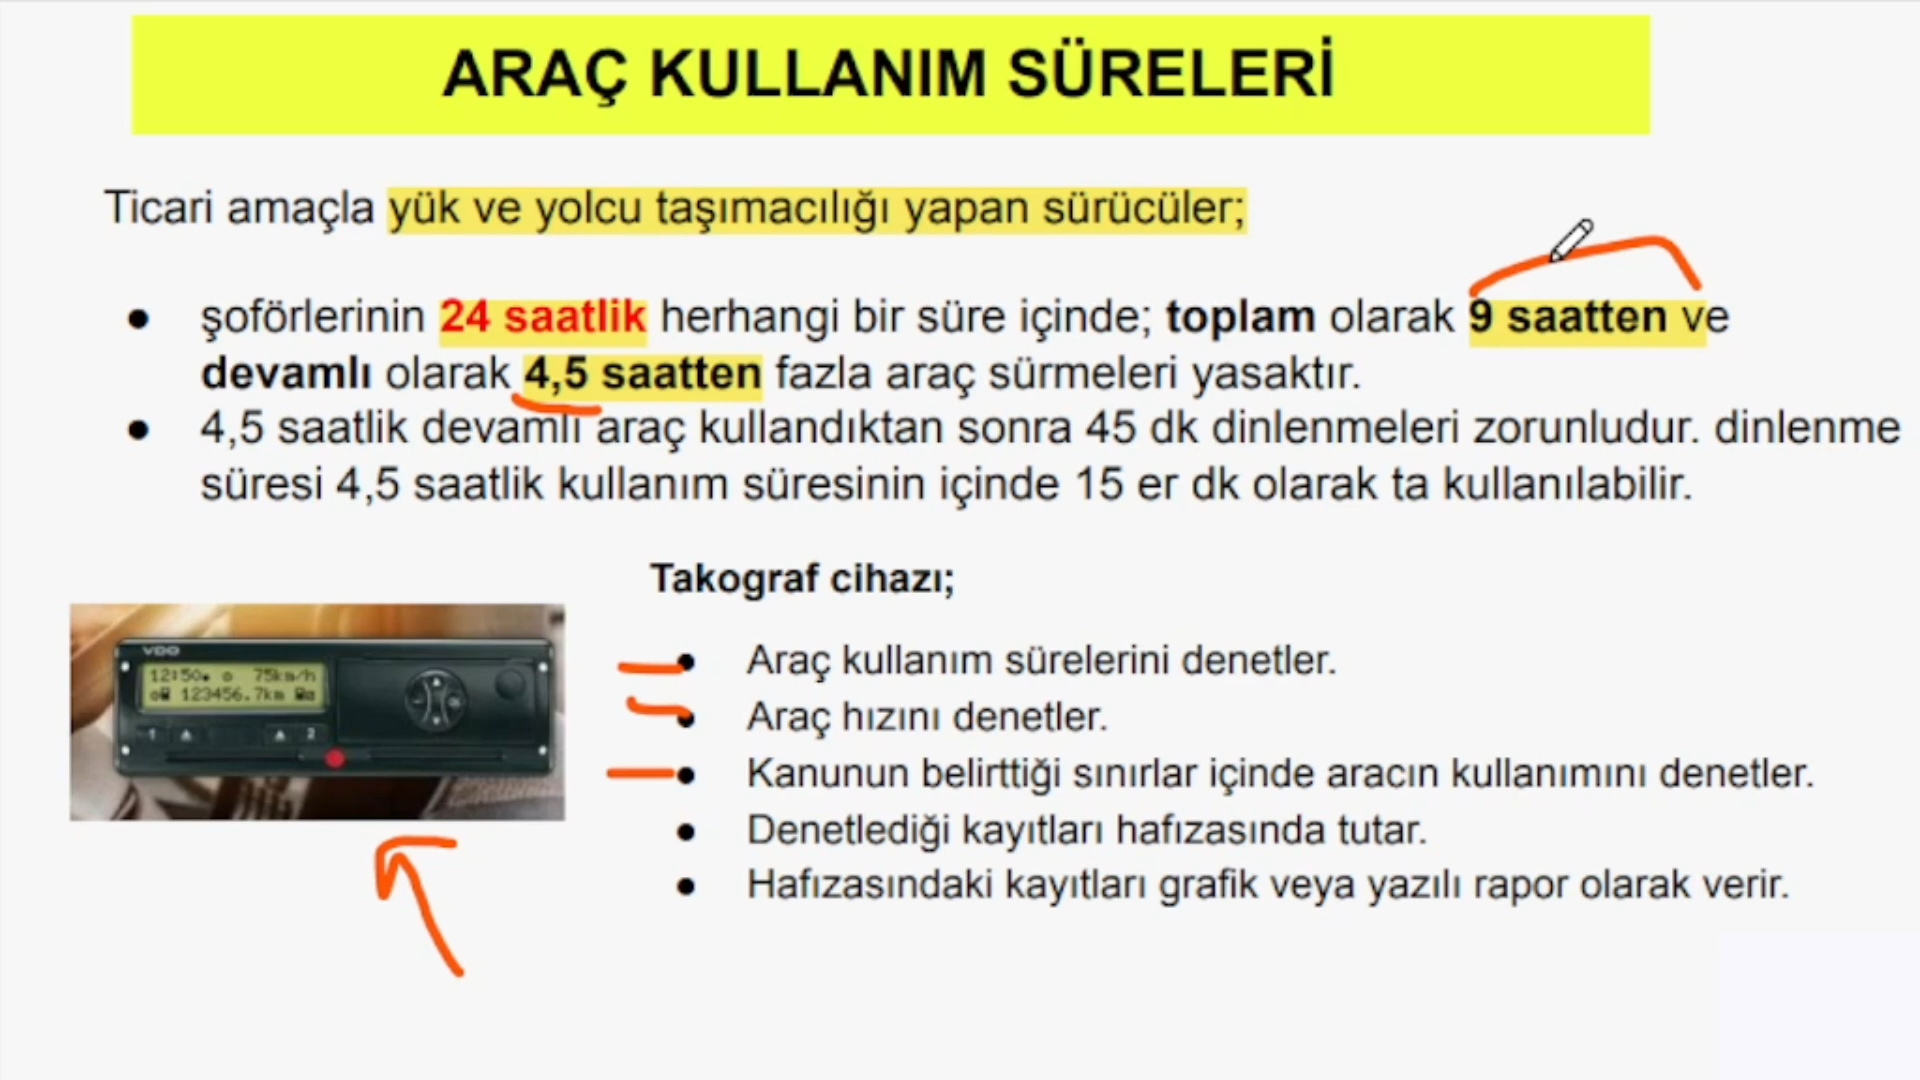 ARAÇ KULLANIM SÜRELERİ
Ticari amaçla yük ve yolcu taşımacılığı yapan sürücüler;
● şoförlerinin 24 saatlik herhangi bir süre içinde; toplam olarak 9 saatten ve
devamlı olarak 4,5 saatten fazla araç sürmeleri yasaktır.
● 4,5 saatlik devamlı araç kullandıktan sonra 45 dk dinlenmeleri zorunludur. dinlenme
süresi 4,5 saatlik kullanım süresinin içinde 15 er dk olarak ta kullanılabilir.
Takograf cihazı;
● Araç kullanım sürelerini denetler.
● Araç hızını denetler.
● Kanunun belirttiği sınırlar içinde aracın kullanımını denetler.
● Denetlediği kayıtları hafızasında tutar.
● Hafızasındaki kayıtları grafik veya yazılı rapor olarak verir.
VDO
12:50 75km/h
123456.7km
1 2